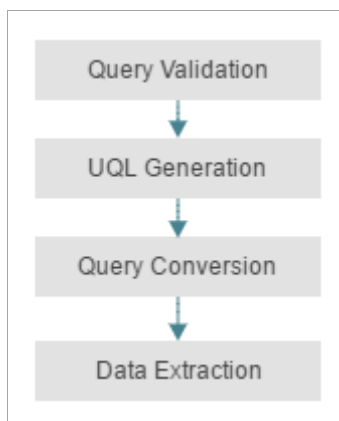 Query Validation
UQL Generation
Query Conversion
Data Extraction